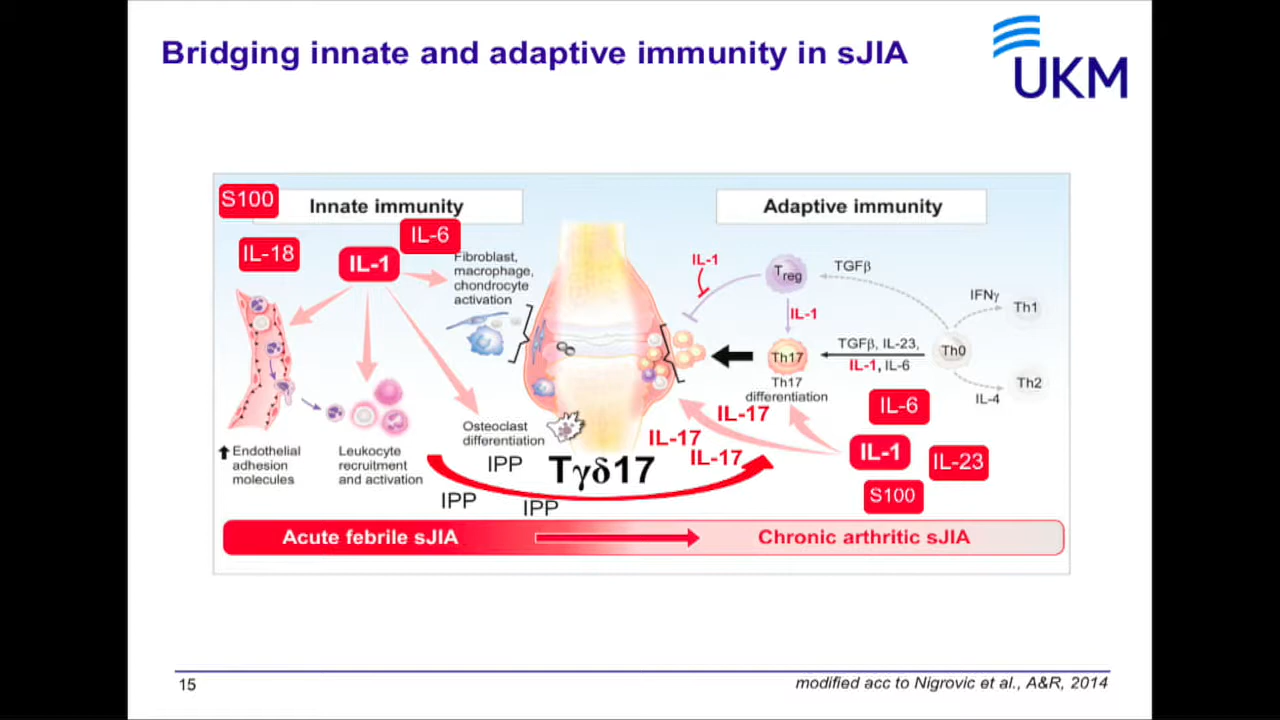 Bridging innate and adaptive immunity in sJIA
UKM
S100
Innate immunity
Adaptive immunity
IL-18
IL-1
IL-6
Fibroblast,
macrophage,
chondrocyte
activation
IL-1
Treg
TGFβ
IFNγ
Th1
IL-1
Th17
TGFβ, IL-23,
IL-1, IL-6
Th0
Th2
IL-4
Th17
differentiation
IL-6
IL-17
IL-17
IL-17
IL-1
IL-23
S100
Endothelial
adhesion
molecules
Leukocyte
recruitment
and activation
Osteoclast
differentiation
IPP
IPP
IPP
Tγδ17
Acute febrile sJIA
Chronic arthritic sJIA
15
modified acc to Nigrovic et al., A&R, 2014